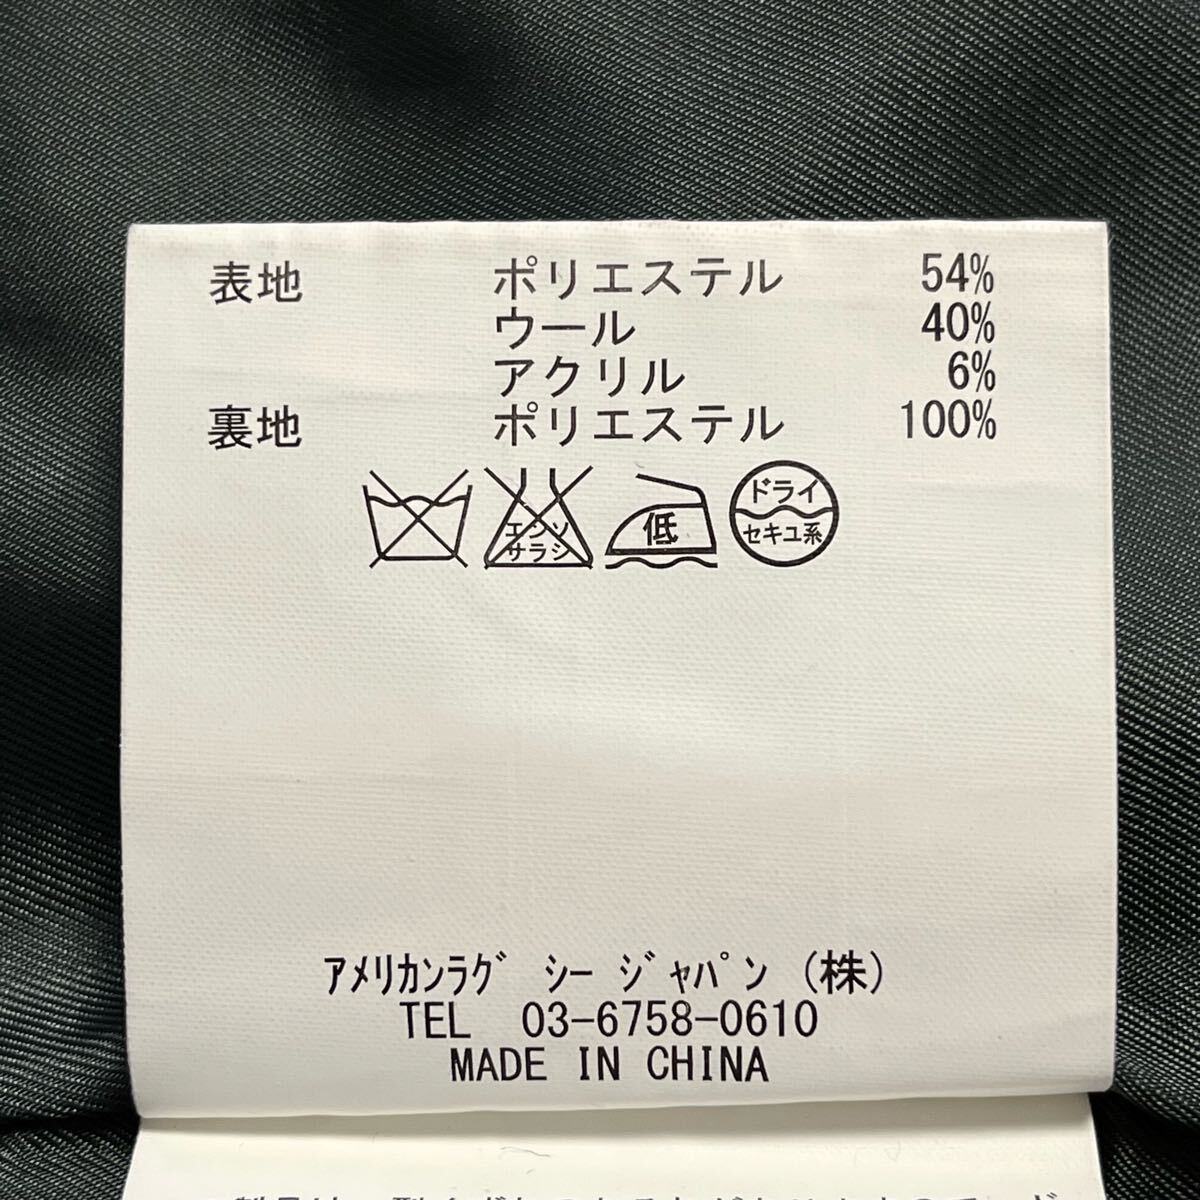 表地 ポリエステル 54%
ウール 40%
アクリル 6%
裏地 ポリエステル 100%
エンソ
サラシ
低
ドライ
セキユ系
ｱﾒﾘｶﾝﾗｸﾞ ｼｰ ｼﾞｬﾊﾟﾝ (株)
TEL 03-6758-0610
MADE IN CHINA